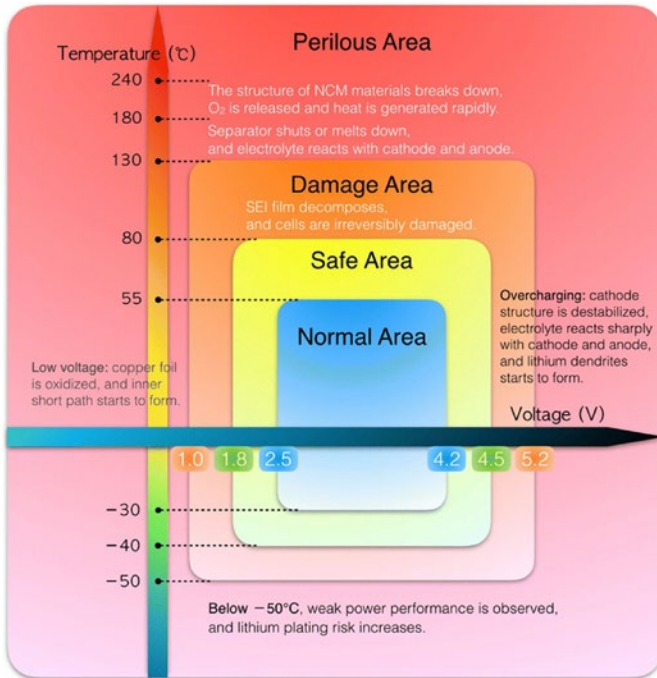 Perilous Area
Temperature (℃)
240
The structure of NCM materials breaks down,
O₂ is released and heat is generated rapidly.
180
Separator shuts or melts down,
and electrolyte reacts with cathode and anode.
130
Damage Area
SEI film decomposes,
and cells are irreversibly damaged.
80
Safe Area
55
Normal Area
Overcharging: cathode
structure is destabilized,
electrolyte reacts sharply
with cathode and anode,
and lithium dendrites
starts to form.
Low voltage: copper foil
is oxidized, and inner
short path starts to form.
Voltage (V)
1.0 1.8 2.5 4.2 4.5 5.2
−30
−40
−50
Below −50°C, weak power performance is observed,
and lithium plating risk increases.